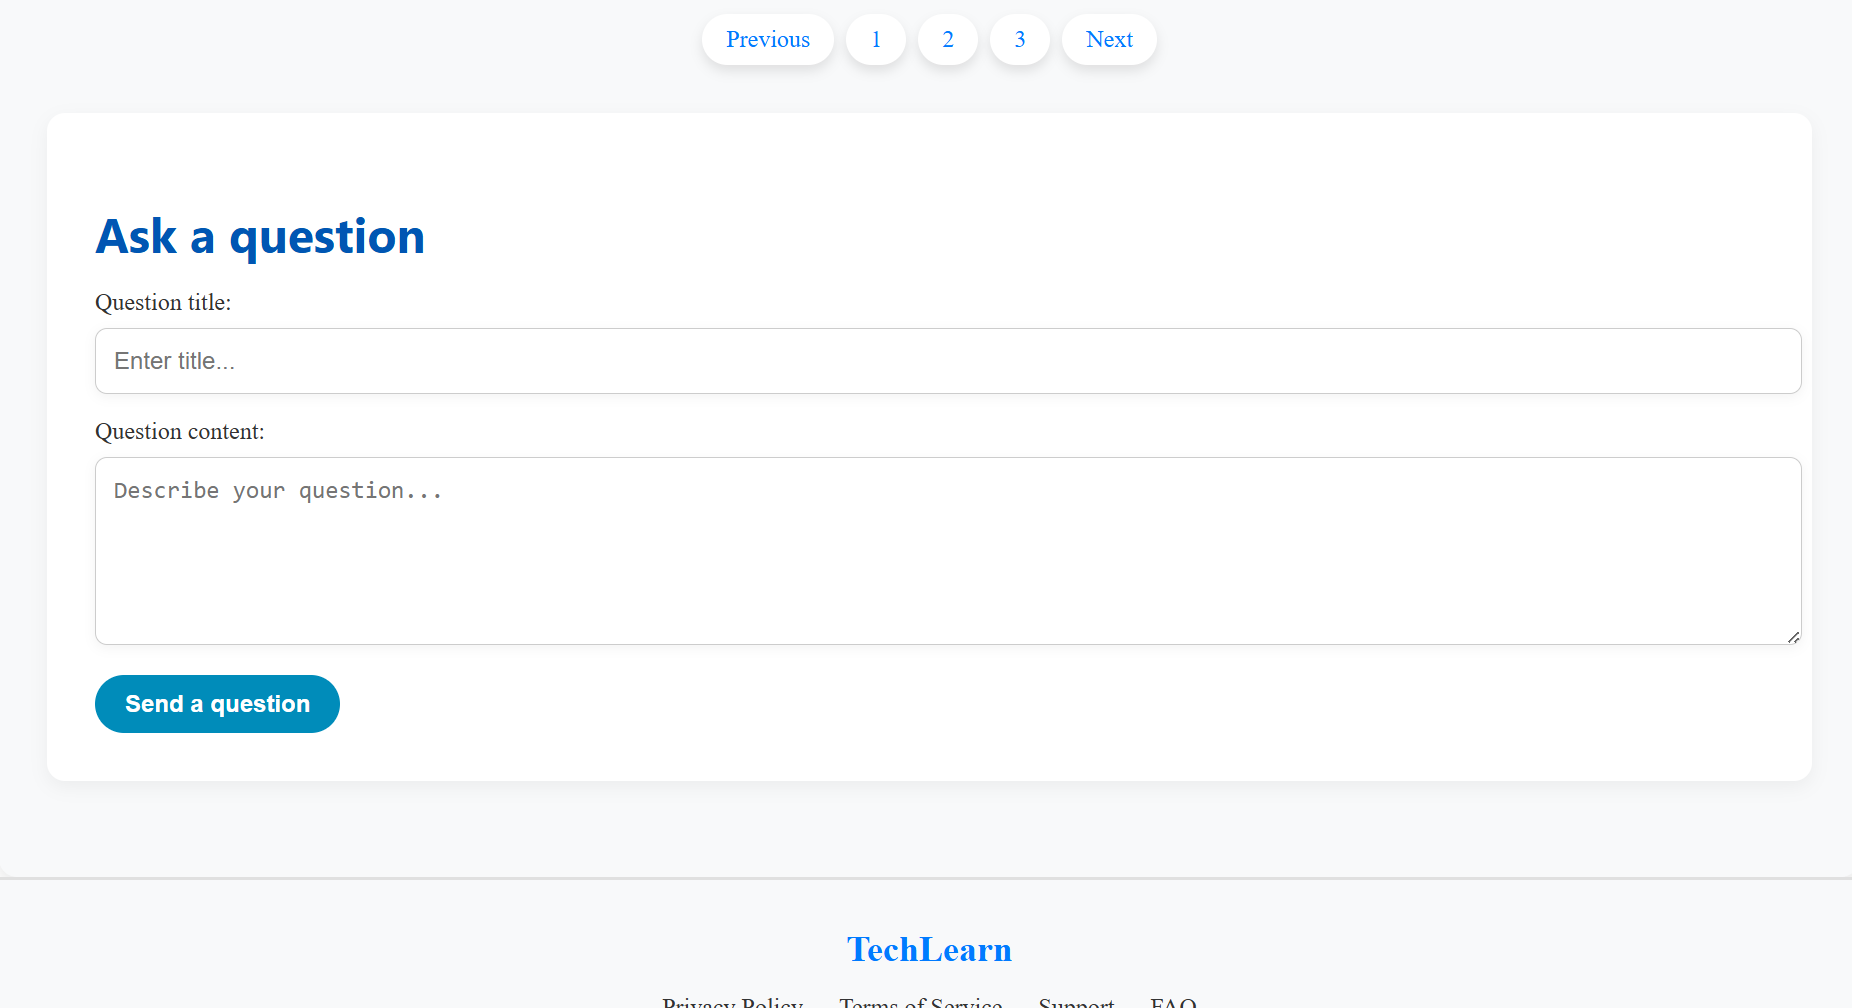 Previous 1 2 3 Next
Ask a question
Question title:
Enter title...
Question content:
Describe your question...
Send a question
TechLearn
Privacy Policy Terms of Service Support FAQ